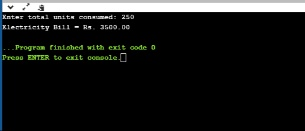 Enter total units consumed: 250
Electricity Bill = Rs. 3500.00
...Program finished with exit code 0
Press ENTER to exit console.